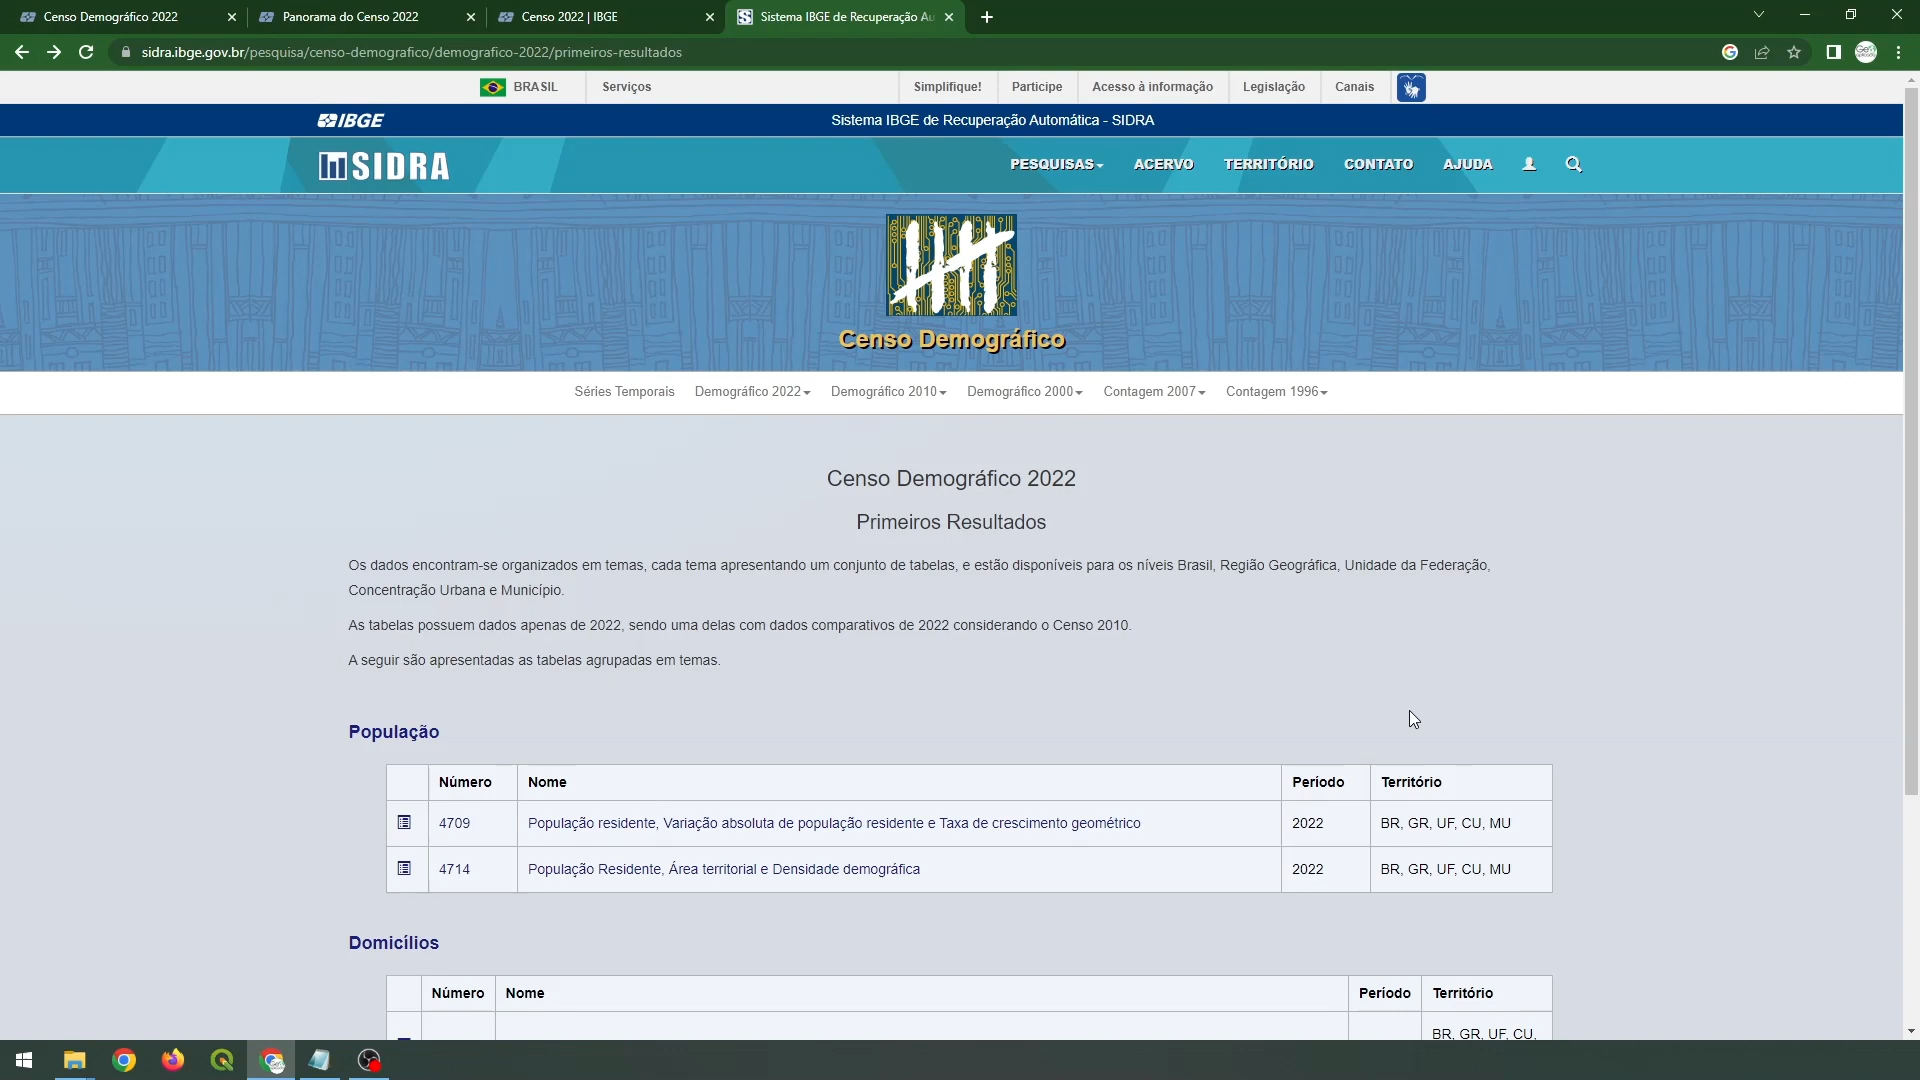 Censo Demográfico 2022
Panorama do Censo 2022
Censo 2022 | IBGE
Sistema IBGE de Recuperação Au
sidra.ibge.gov.br/pesquisa/censo-demografico/demografico-2022/primeiros-resultados
BRASIL
Serviços
Simplifique!
Participe
Acesso à informação
Legislação
Canais
IBGE
Sistema IBGE de Recuperação Automática - SIDRA
SIDRA
PESQUISAS
ACERVO
TERRITÓRIO
CONTATO
AJUDA
Censo Demográfico
Séries Temporais
Demográfico 2022
Demográfico 2010
Demográfico 2000
Contagem 2007
Contagem 1996
Censo Demográfico 2022
Primeiros Resultados
Os dados encontram-se organizados em temas, cada tema apresentando um conjunto de tabelas, e estão disponíveis para os níveis Brasil, Região Geográfica, Unidade da Federação,
Concentração Urbana e Município.
As tabelas possuem dados apenas de 2022, sendo uma delas com dados comparativos de 2022 considerando o Censo 2010.
A seguir são apresentadas as tabelas agrupadas em temas.
População
Número Nome Período Território
4709 População residente, Variação absoluta de população residente e Taxa de crescimento geométrico 2022 BR, GR, UF, CU, MU
4714 População Residente, Área territorial e Densidade demográfica 2022 BR, GR, UF, CU, MU
Domicílios
Número Nome Período Território
BR, GR, UF, CU,